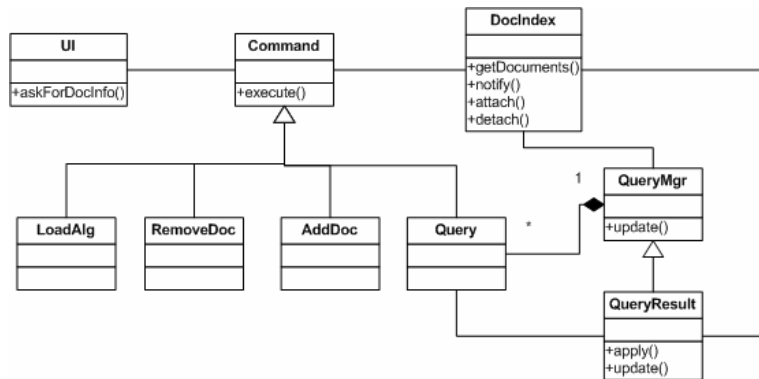 DocIndex
UI
Command
+getDocuments()
+notify()
+attach()
+detach()
+askForDocInfo()
+execute()
1
QueryMgr
+update()
LoadAlg
RemoveDoc
AddDoc
Query
*
QueryResult
+apply()
+update()